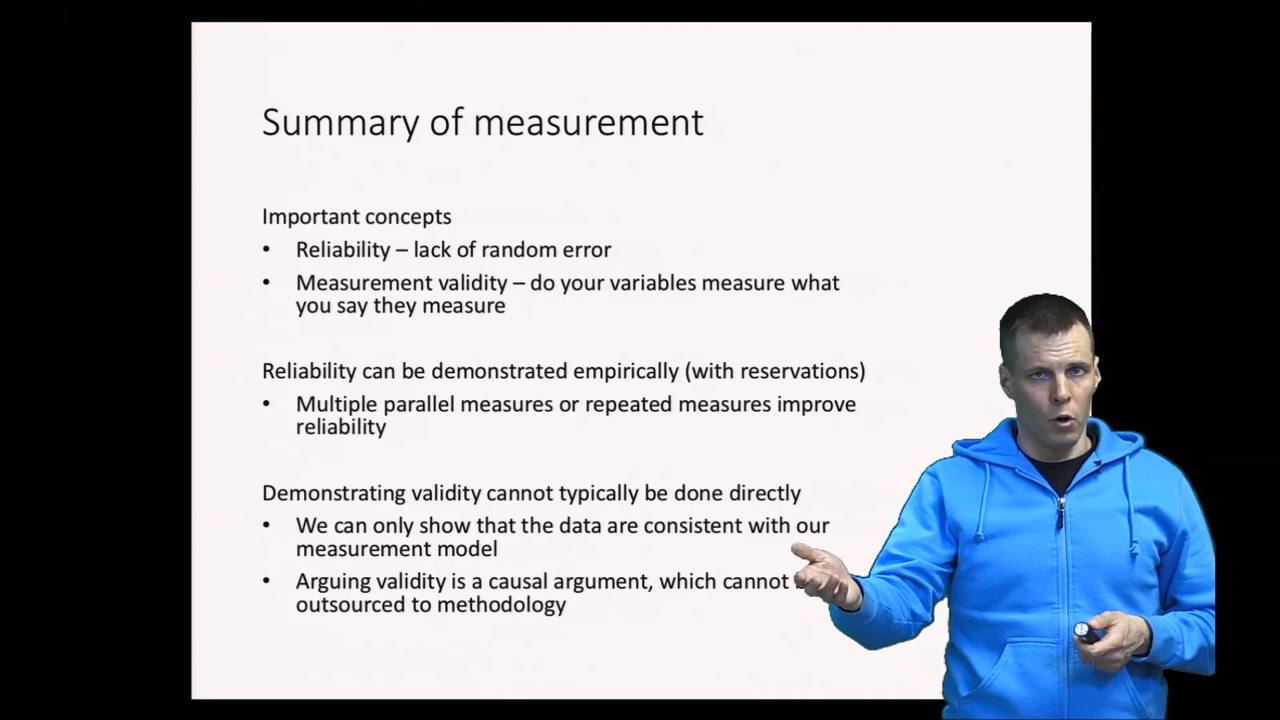 Summary of measurement
Important concepts
• Reliability – lack of random error
• Measurement validity – do your variables measure what
you say they measure
Reliability can be demonstrated empirically (with reservations)
• Multiple parallel measures or repeated measures improve
reliability
Demonstrating validity cannot typically be done directly
• We can only show that the data are consistent with our
measurement model
• Arguing validity is a causal argument, which cannot
outsourced to methodology